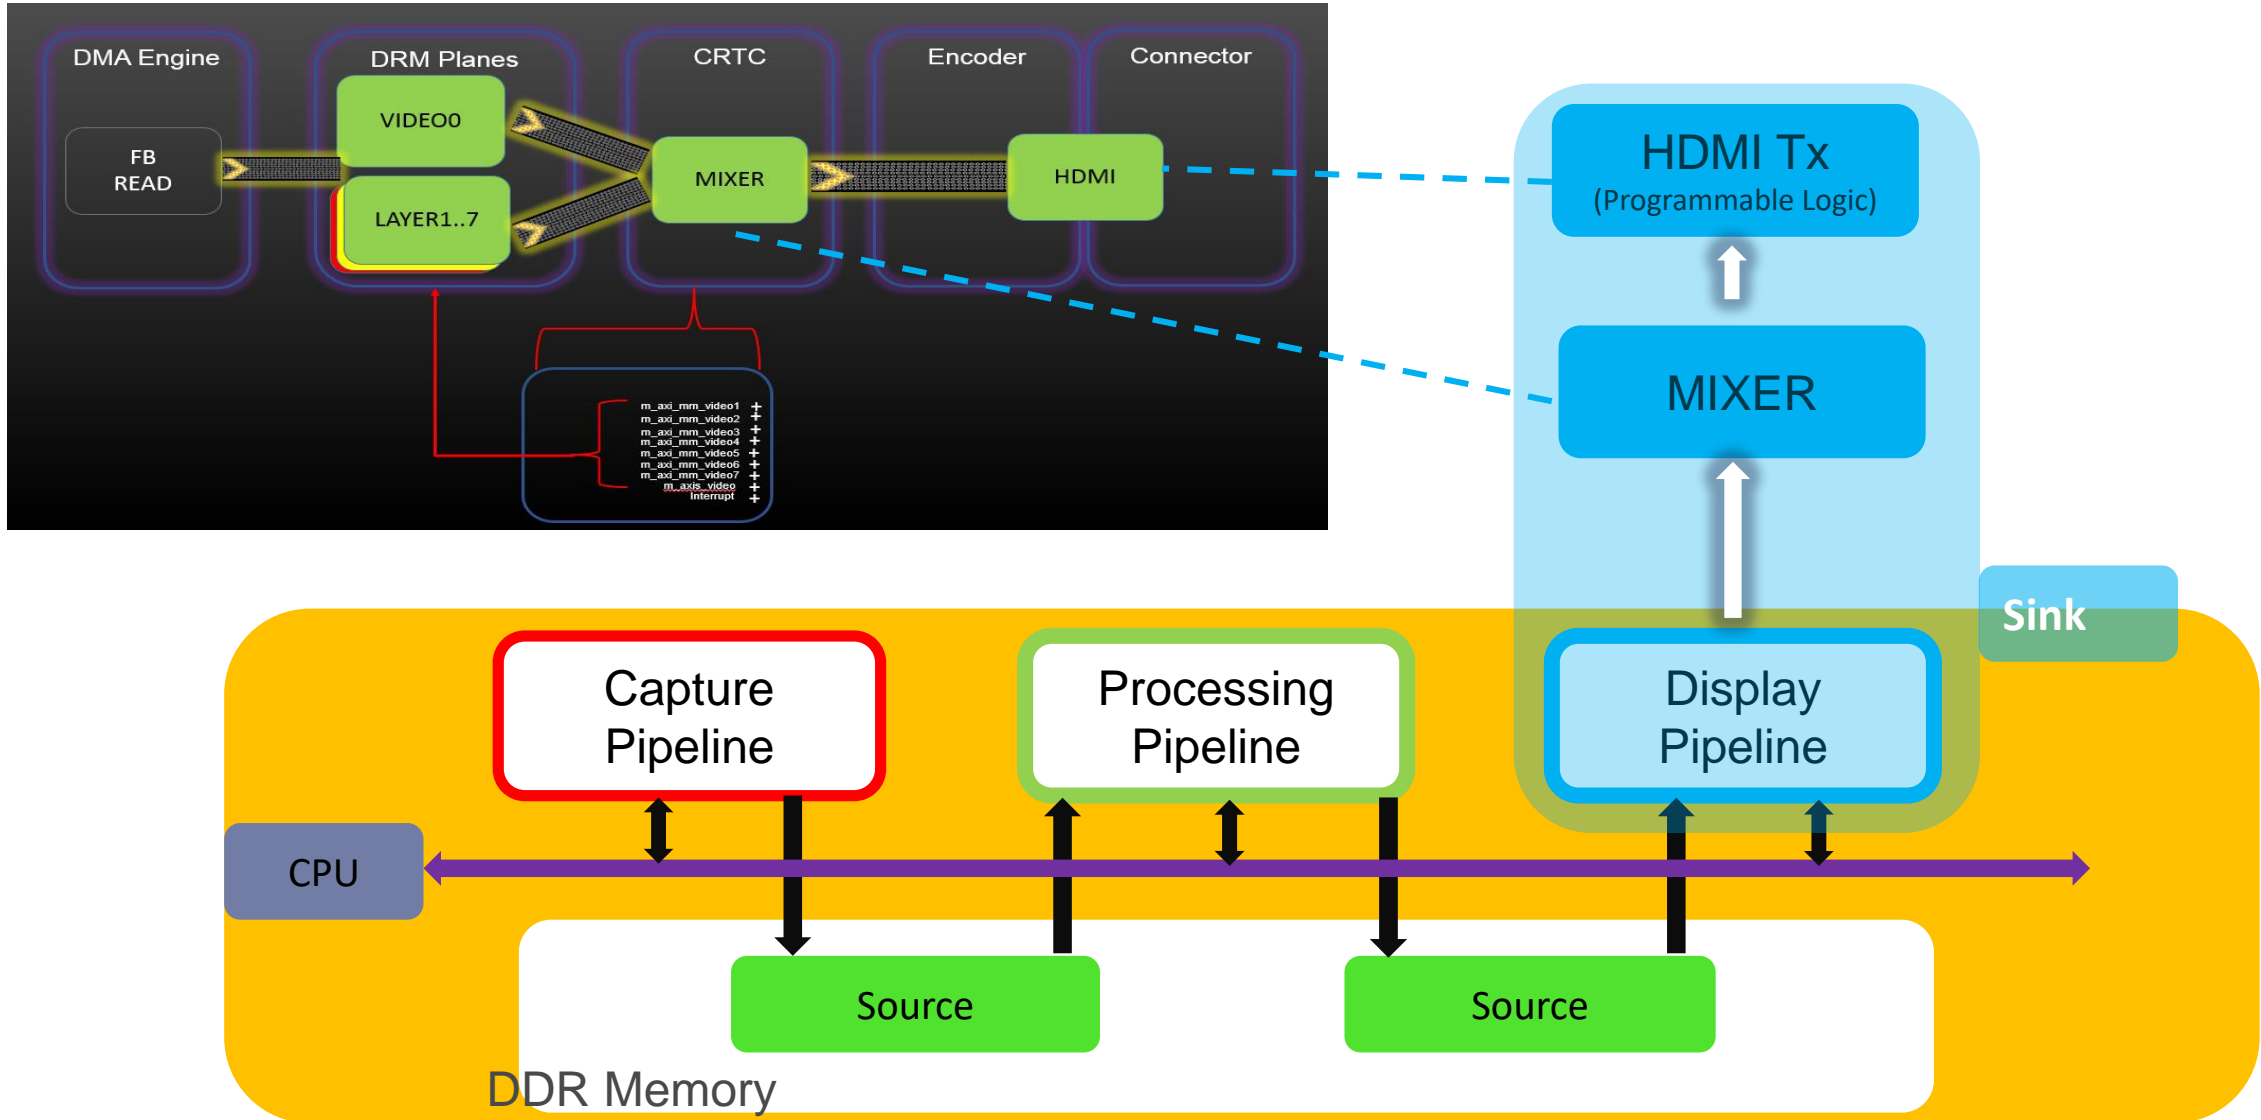 DMA Engine
DRM Planes
CRTC
Encoder
Connector
FB
READ
VIDEO0
LAYER1..7
MIXER
HDMI
m_axi_mm_video1 +
m_axi_mm_video2 +
m_axi_mm_video3 +
m_axi_mm_video4 +
m_axi_mm_video5 +
m_axi_mm_video6 +
m_axi_mm_video7 +
m_axis_video +
Interrupt +
HDMI Tx
(Programmable Logic)
MIXER
Sink
Capture
Pipeline
Processing
Pipeline
Display
Pipeline
CPU
Source
Source
DDR Memory